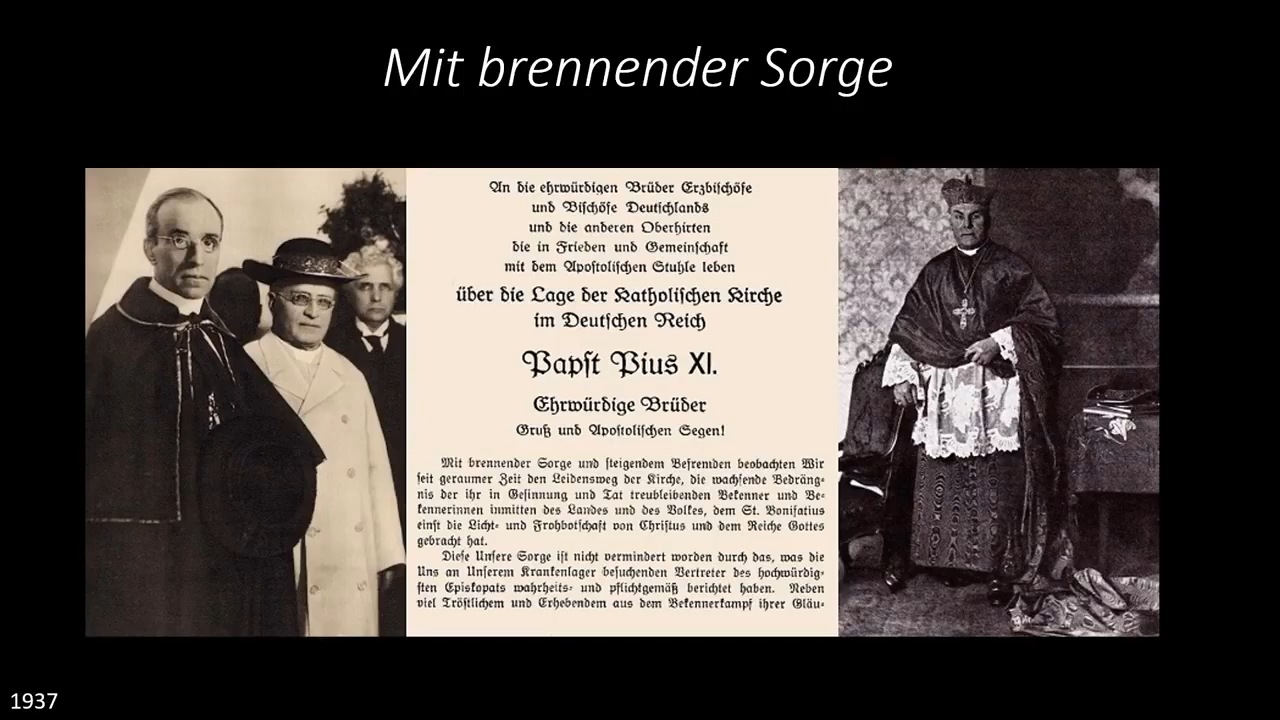 Mit brennender Sorge
An die ehrwürdigen Brüder Erzbischöfe
und Bischöfe Deutschlands
und die anderen Oberhirten
die in Frieden und Gemeinschaft
mit dem Apostolischen Stuhle leben
über die Lage der Katholischen Kirche
im Deutschen Reich
Papst Pius XI.
Ehrwürdige Brüder
Gruß und Apostolischen Segen!
Mit brennender Sorge und steigendem Befremden beobachten Wir
seit geraumer Zeit den Leidensweg der Kirche, die wachsende Bedräng-
nis der ihr in Gesinnung und Tat treubleibenden Bekenner und Be-
kennerinnen inmitten des Landes und des Volkes, dem St. Bonifatius
einst die Licht- und Frohbotschaft von Christus und dem Reiche Gottes
gebracht hat.
Diese Unsere Sorge ist nicht vermindert worden durch das, was die
Uns an Unserem Krankenlager besuchenden Vertreter des hochwürdig-
sten Episkopats wahrheits- und pflichtgemäß berichtet haben. Neben
viel Tröstlichem und Erhebendem aus dem Bekennerkampf ihrer Gläu-
1937